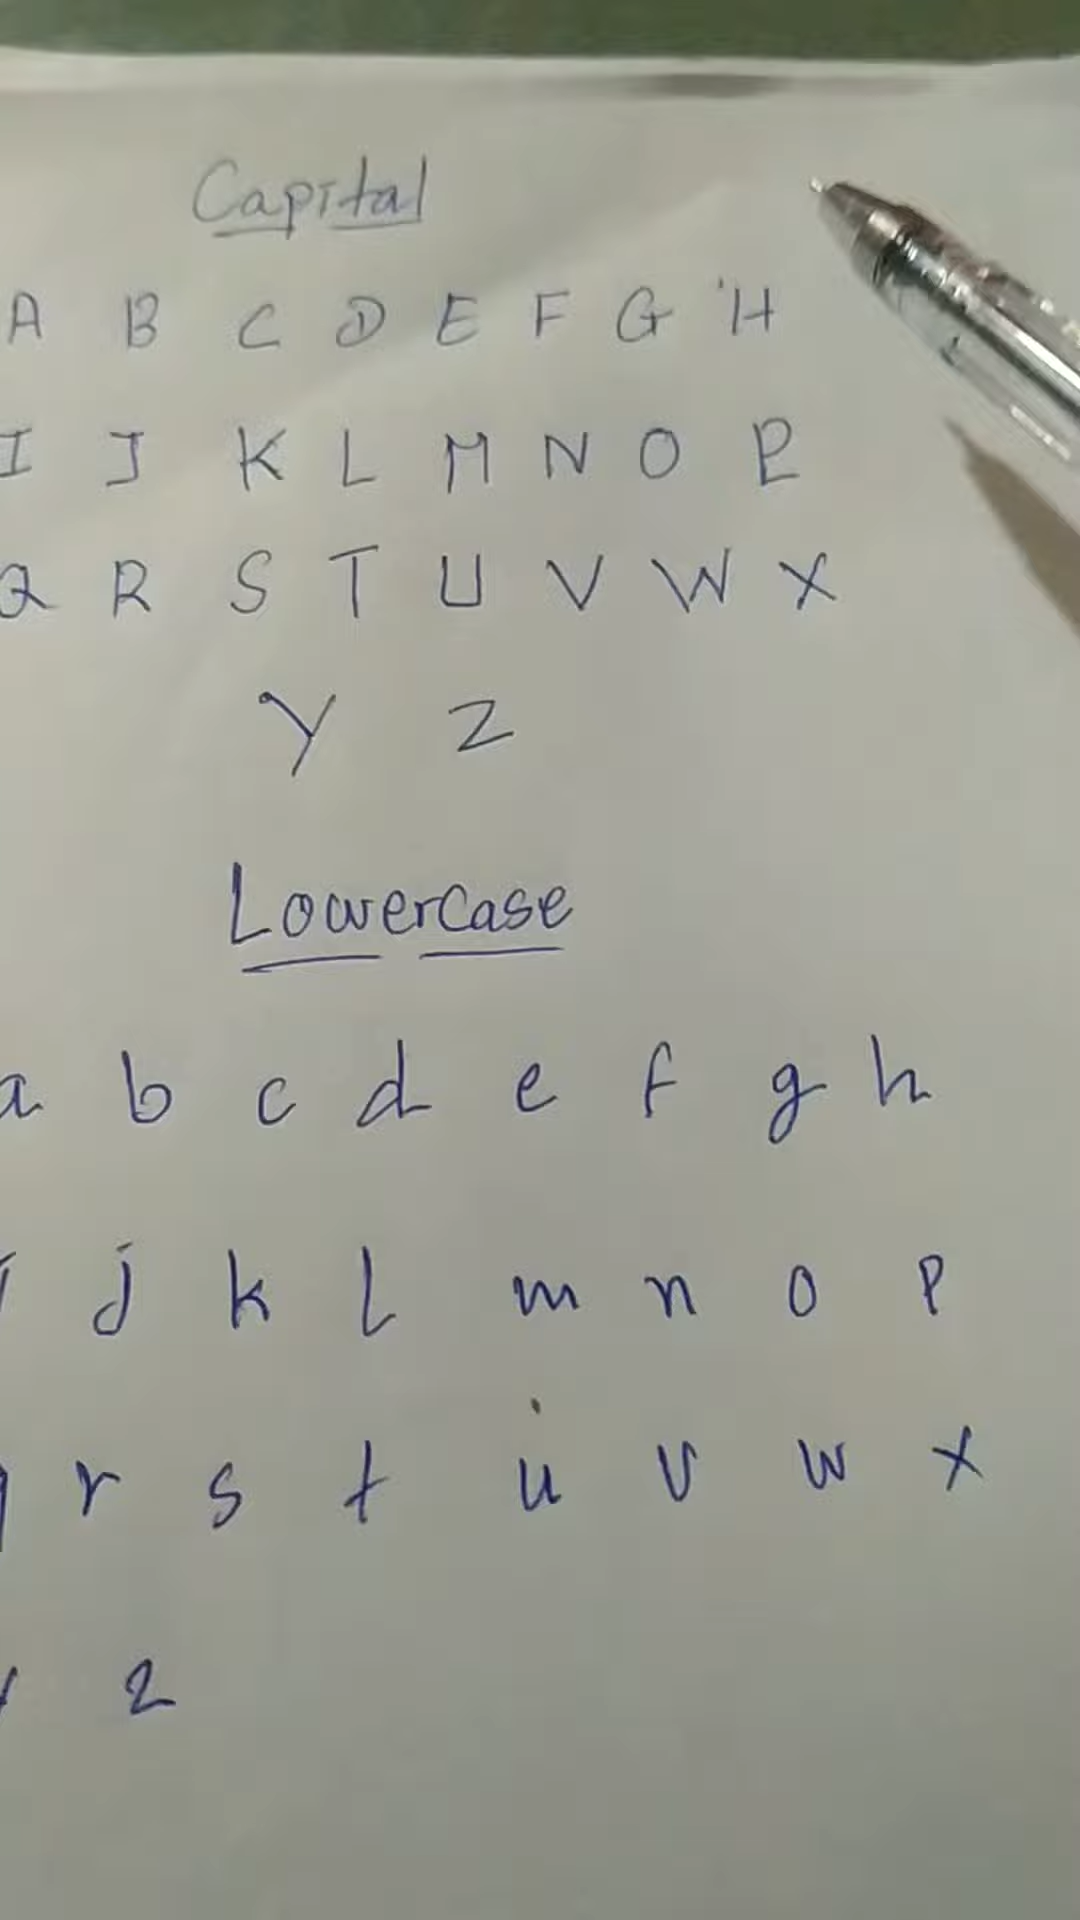 Capital
A B C D E F G H
I J K L M N O P
Q R S T U V W X
Y Z
Lowercase
a b c d e f g h
i j k l m n o p
q r s t u v w x
y z